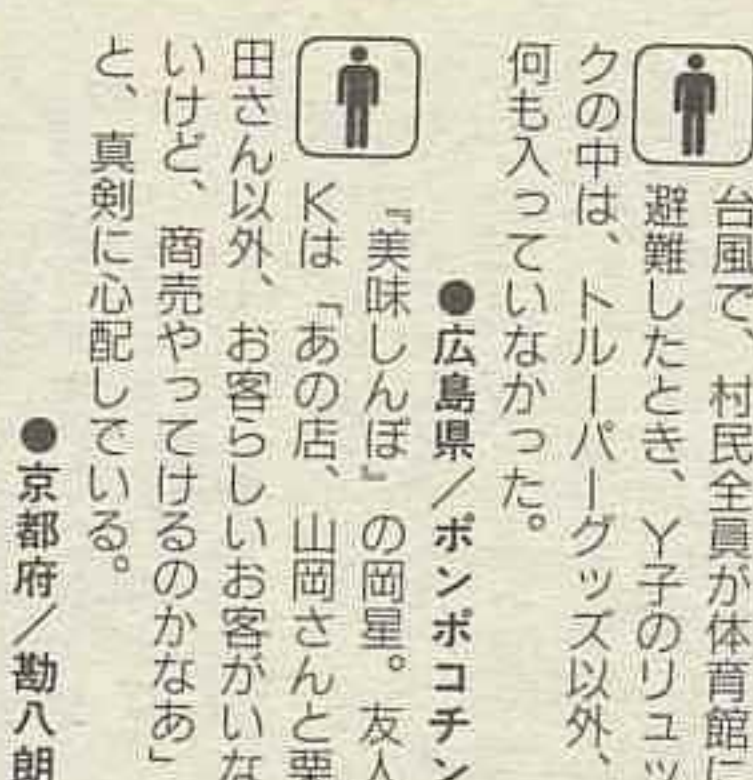 台風で、村民全員が体育館に
避難したとき、Y子のリュッ
クの中は、トルーパーグッズ以外、
何も入っていなかった。
●広島県／ポンポコチン
『美味しんぼ』の岡星。友人
Kは「あの店、山岡さんと栗
田さん以外、お客らしいお客がいな
いけど、商売やってけるのかなあ」
と、真剣に心配している。
●京都府／勘八朗